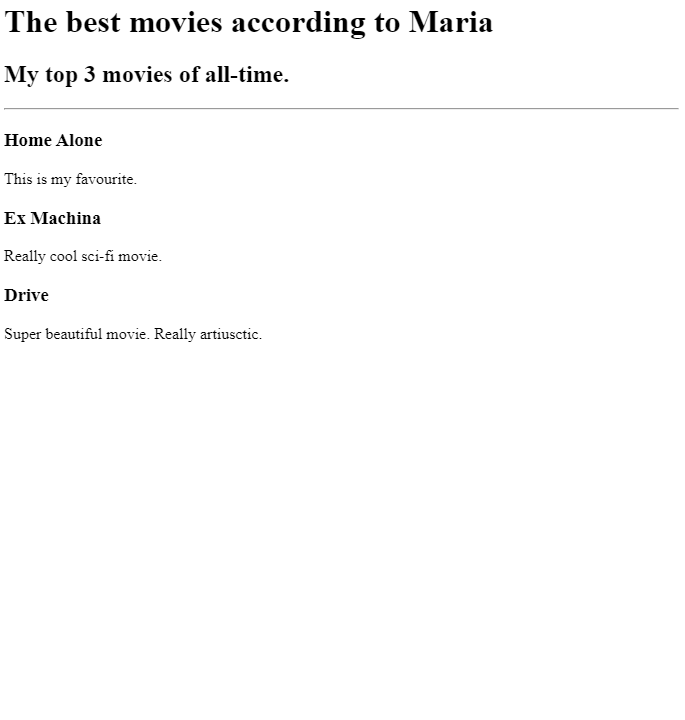 The best movies according to Maria
My top 3 movies of all-time.
Home Alone
This is my favourite.
Ex Machina
Really cool sci-fi movie.
Drive
Super beautiful movie. Really artiusctic.